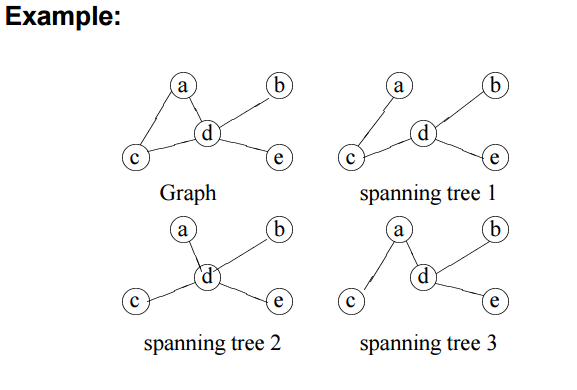 Example:
a b a b
d d
c e c e
Graph spanning tree 1
a b a b
d d
c e c e
spanning tree 2 spanning tree 3